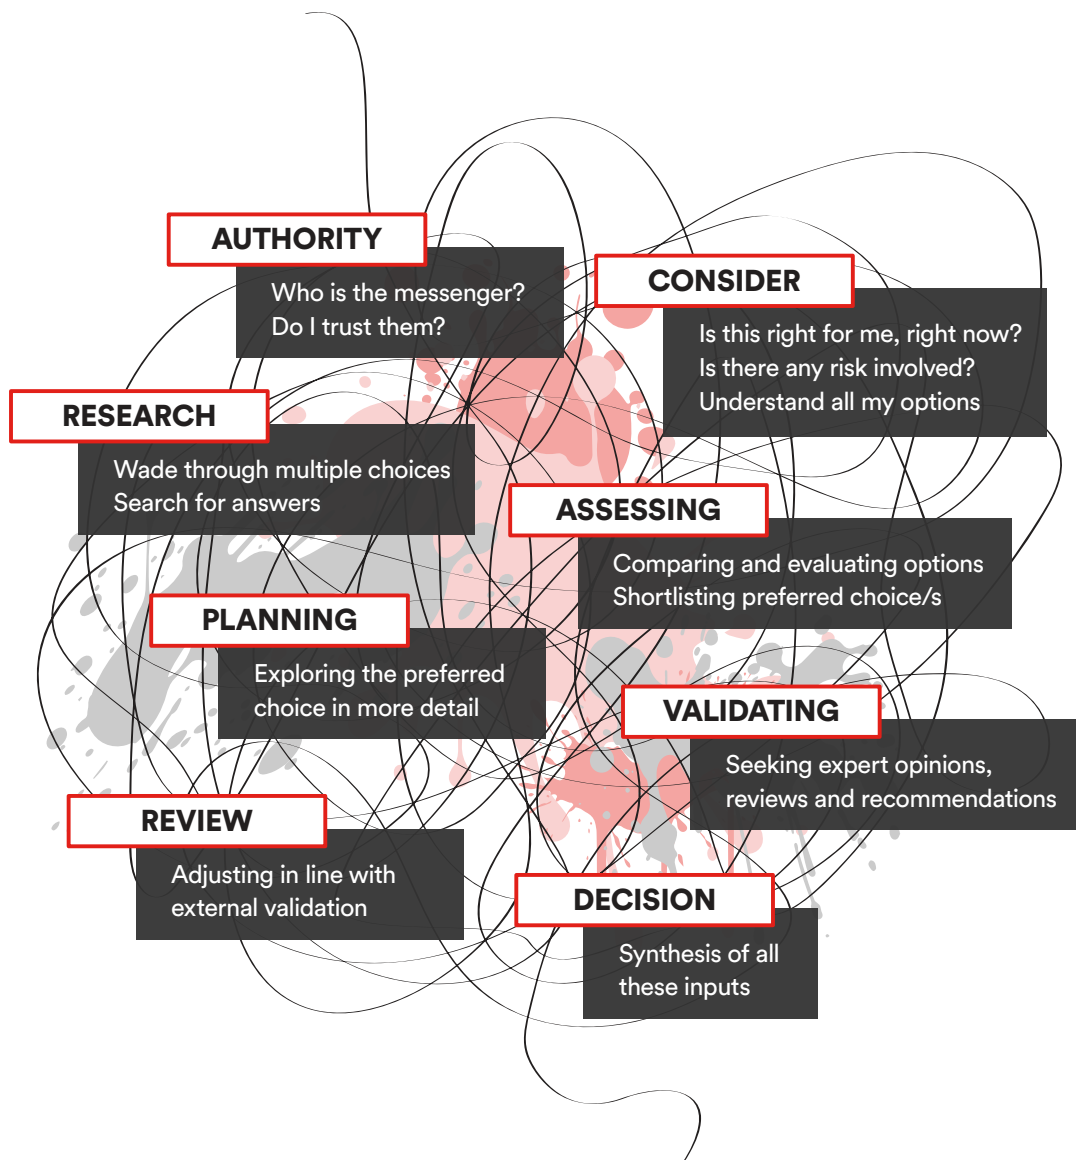 AUTHORITY
Who is the messenger?
Do I trust them?
CONSIDER
Is this right for me, right now?
Is there any risk involved?
Understand all my options
RESEARCH
Wade through multiple choices
Search for answers
ASSESSING
Comparing and evaluating options
Shortlisting preferred choice/s
PLANNING
Exploring the preferred
choice in more detail
VALIDATING
Seeking expert opinions,
reviews and recommendations
REVIEW
Adjusting in line with
external validation
DECISION
Synthesis of all
these inputs